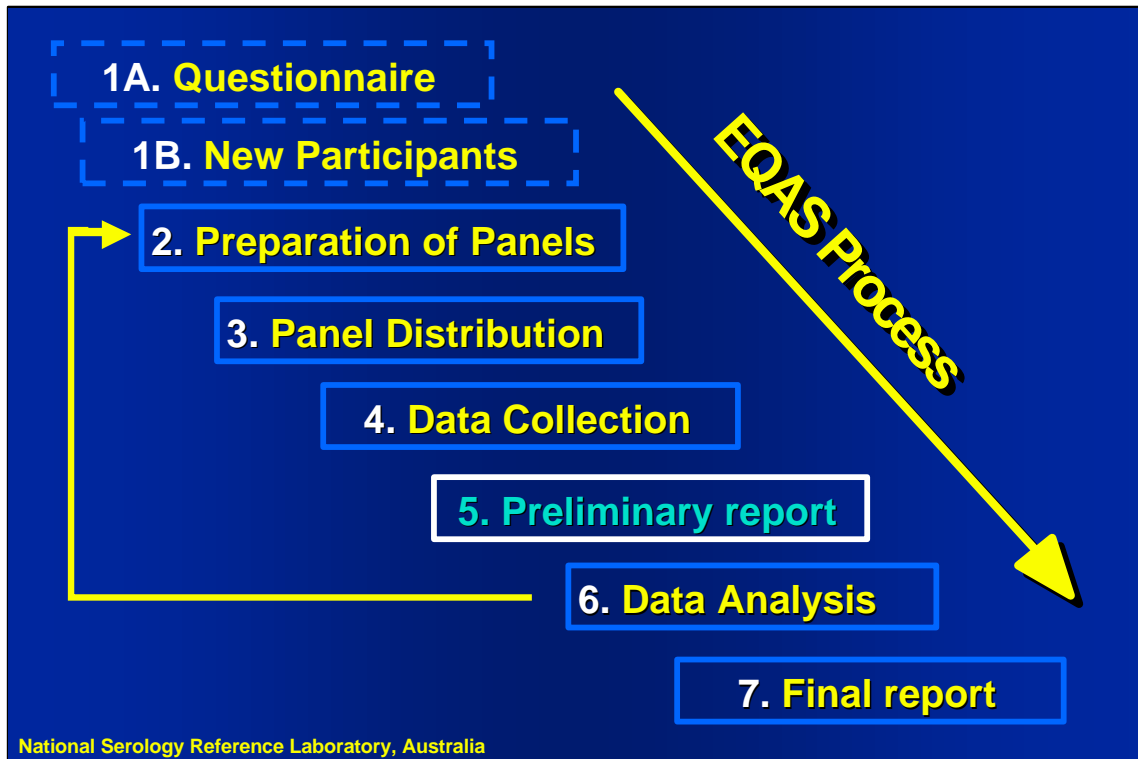 1A. Questionnaire
1B. New Participants
EQAS Process
2. Preparation of Panels
3. Panel Distribution
4. Data Collection
5. Preliminary report
6. Data Analysis
7. Final report
National Serology Reference Laboratory, Australia